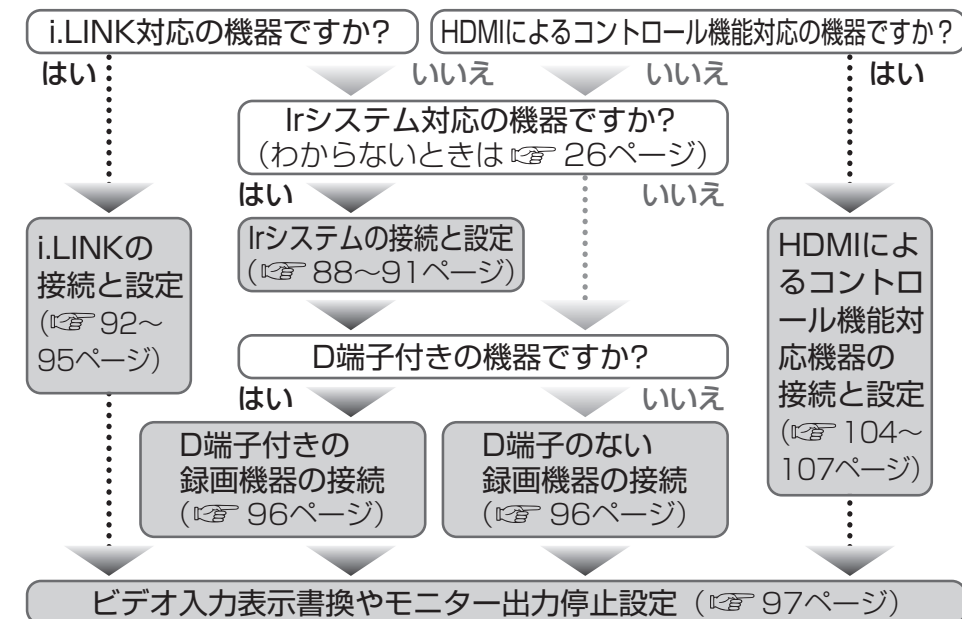 i.LINK対応の機器ですか?
HDMIによるコントロール機能対応の機器ですか?
はい
いいえ
いいえ
はい
Irシステム対応の機器ですか?
(わからないときは ☞ 26ページ)
はい
いいえ
i.LINKの
接続と設定
(☞ 92〜
95ページ)
Irシステムの接続と設定
(☞ 88〜91ページ)
HDMIによ
るコントロ
ール機能対
応機器の
接続と設定
(☞ 104〜
107ページ)
D端子付きの機器ですか?
はい
いいえ
D端子付きの
録画機器の接続
(☞ 96ページ)
D端子のない
録画機器の接続
(☞ 96ページ)
ビデオ入力表示書換やモニター出力停止設定(☞ 97ページ)